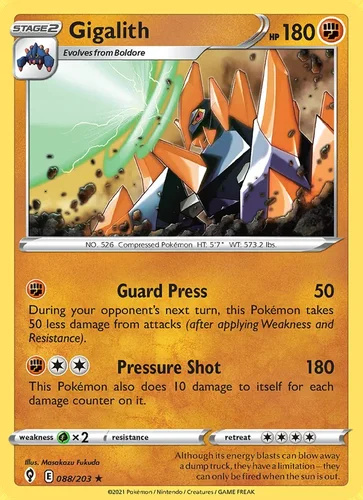 STAGE2 Gigalith HP 180
Evolves from Boldore
NO. 526 Compressed Pokémon HT: 5'7" WT: 573.2 lbs.
Guard Press 50
During your opponent's next turn, this Pokémon takes
50 less damage from attacks (after applying Weakness and
Resistance).
Pressure Shot 180
This Pokémon also does 10 damage to itself for each
damage counter on it.
weakness ×2 resistance retreat
Illus. Masakazu Fukuda
Although its energy blasts can blow away
a dump truck, they have a limitation – they
can only be fired when the sun is out.
E 088/203 ★
©2021 Pokémon / Nintendo / Creatures / GAME FREAK